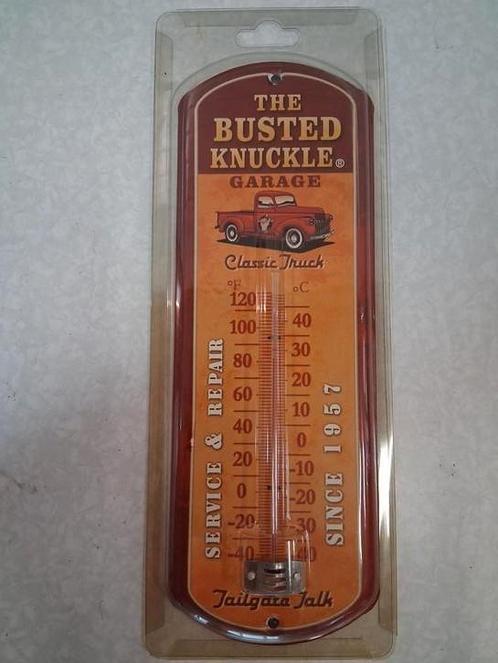 THE
BUSTED
KNUCKLE®
GARAGE
Classic Truck
°F °C
120
40
100
30
80
20
60
10
40
0
20
-10
0
-20
-20
-30
-40 -40
SERVICE & REPAIR
SINCE 1957
Tailgate Talk